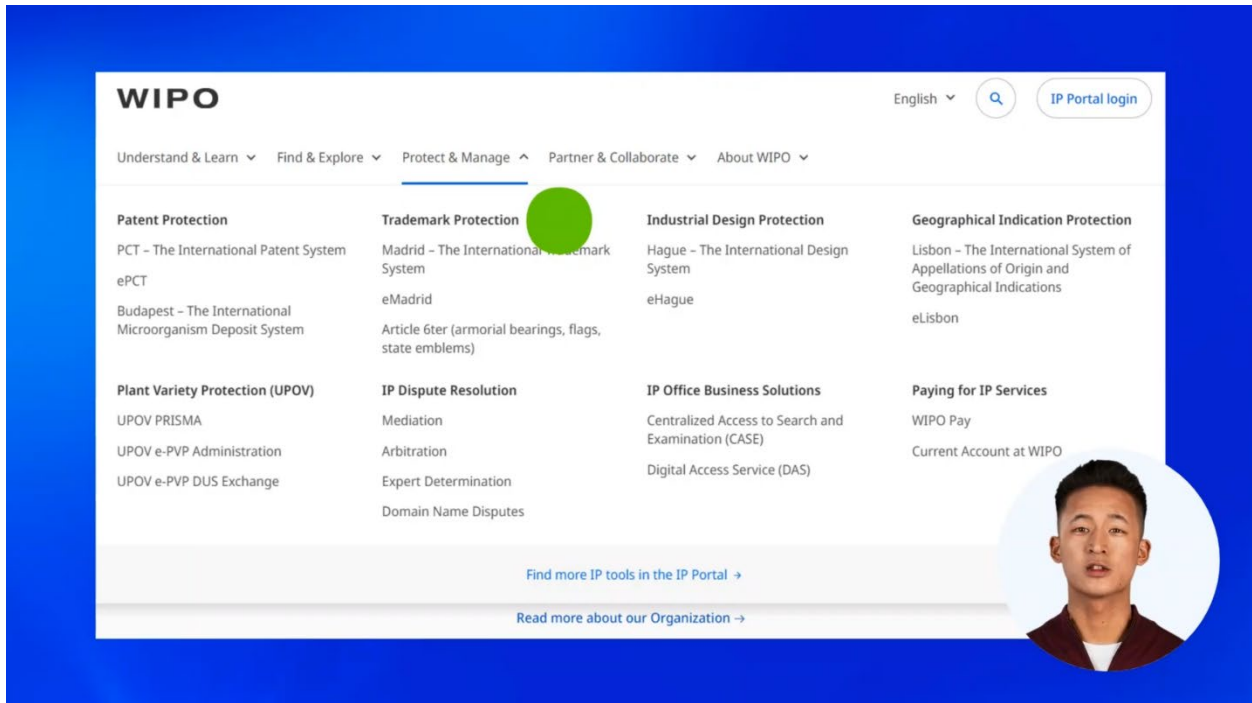 WIPO
English
IP Portal login
Understand & Learn
Find & Explore
Protect & Manage
Partner & Collaborate
About WIPO
Patent Protection
PCT – The International Patent System
ePCT
Budapest – The International
Microorganism Deposit System
Trademark Protection
Madrid – The International
System
eMadrid
Article 6ter (armorial bearings, flags,
state emblems)
Industrial Design Protection
Hague – The International Design
System
eHague
Geographical Indication Protection
Lisbon – The International System of
Appellations of Origin and
Geographical Indications
eLisbon
Plant Variety Protection (UPOV)
UPOV PRISMA
UPOV e-PVP Administration
UPOV e-PVP DUS Exchange
IP Dispute Resolution
Mediation
Arbitration
Expert Determination
Domain Name Disputes
IP Office Business Solutions
Centralized Access to Search and
Examination (CASE)
Digital Access Service (DAS)
Paying for IP Services
WIPO Pay
Current Account at WIPO
Find more IP tools in the IP Portal →
Read more about our Organization →